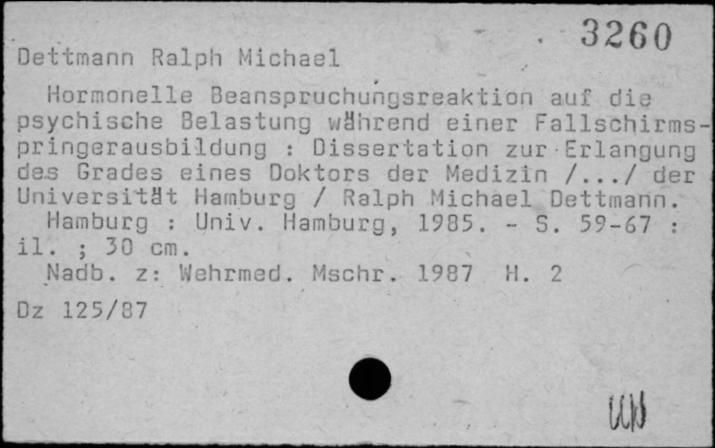 3260
Dettmann Ralph Michael
Hormonelle Beanspruchungsreaktion auf die
psychische Belastung während einer Fallschirms-
pringerausbildung : Dissertation zur Erlangung
des Grades eines Doktors der Medizin /.../ der
Universität Hamburg / Ralph Michael Dettmann.
Hamburg : Univ. Hamburg, 1985. - S. 59-67 :
il. ; 30 cm.
Nadb. z: Wehrmed. Mschr. 1987 H. 2
Dz 125/87